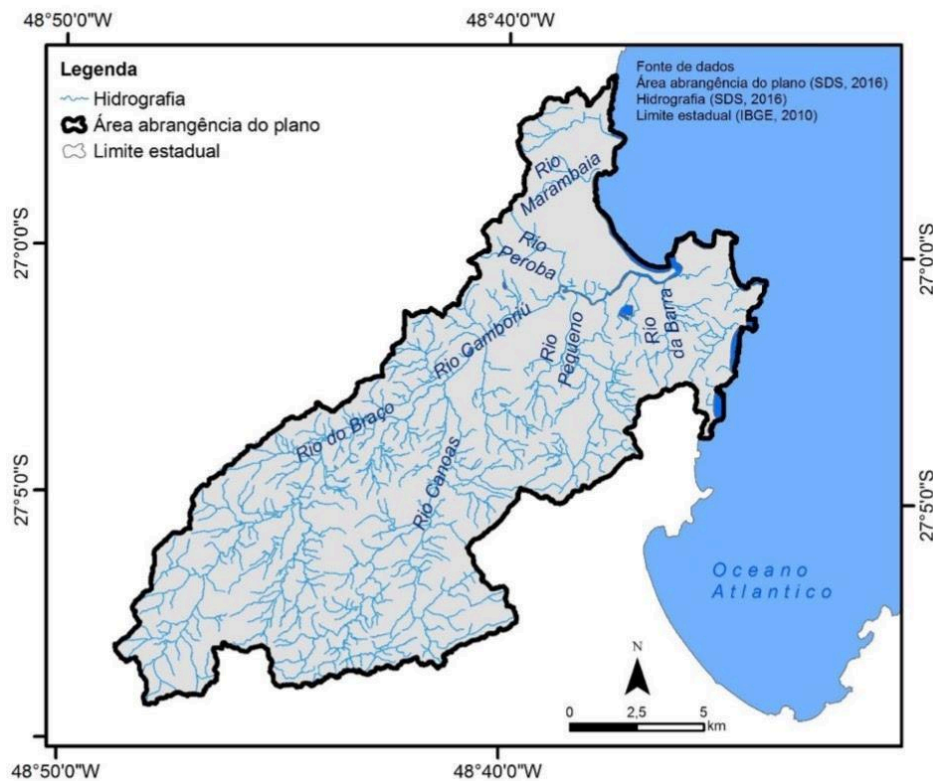 48°50'0"W
48°40'0"W
Legenda
Hidrografia
Área abrangência do plano
Limite estadual
Fonte de dados
Área abrangência do plano (SDS, 2016)
Hidrografia (SDS, 2016)
Limite estadual (IBGE, 2010)
Rio
Marambaia
27°0'0"S
27°0'0"S
Rio
Peroba
Rio Camboriú
Rio
Pequeno
Rio
da Barra
Rio do Braço
Rio Canoas
27°5'0"S
27°5'0"S
Oceano
Atlantico
N
0
2,5
5
km
48°50'0"W
48°40'0"W